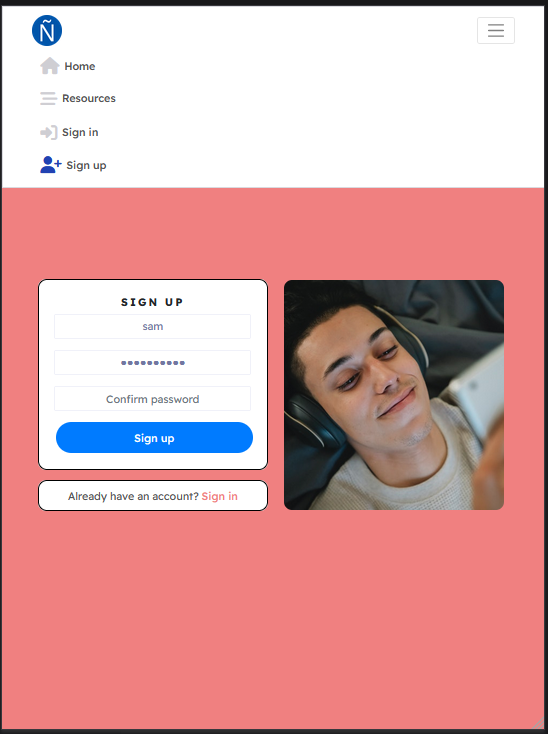 Ñ
Home
Resources
Sign in
Sign up
SIGN UP
sam
••••••••••
Confirm password
Sign up
Already have an account? Sign in